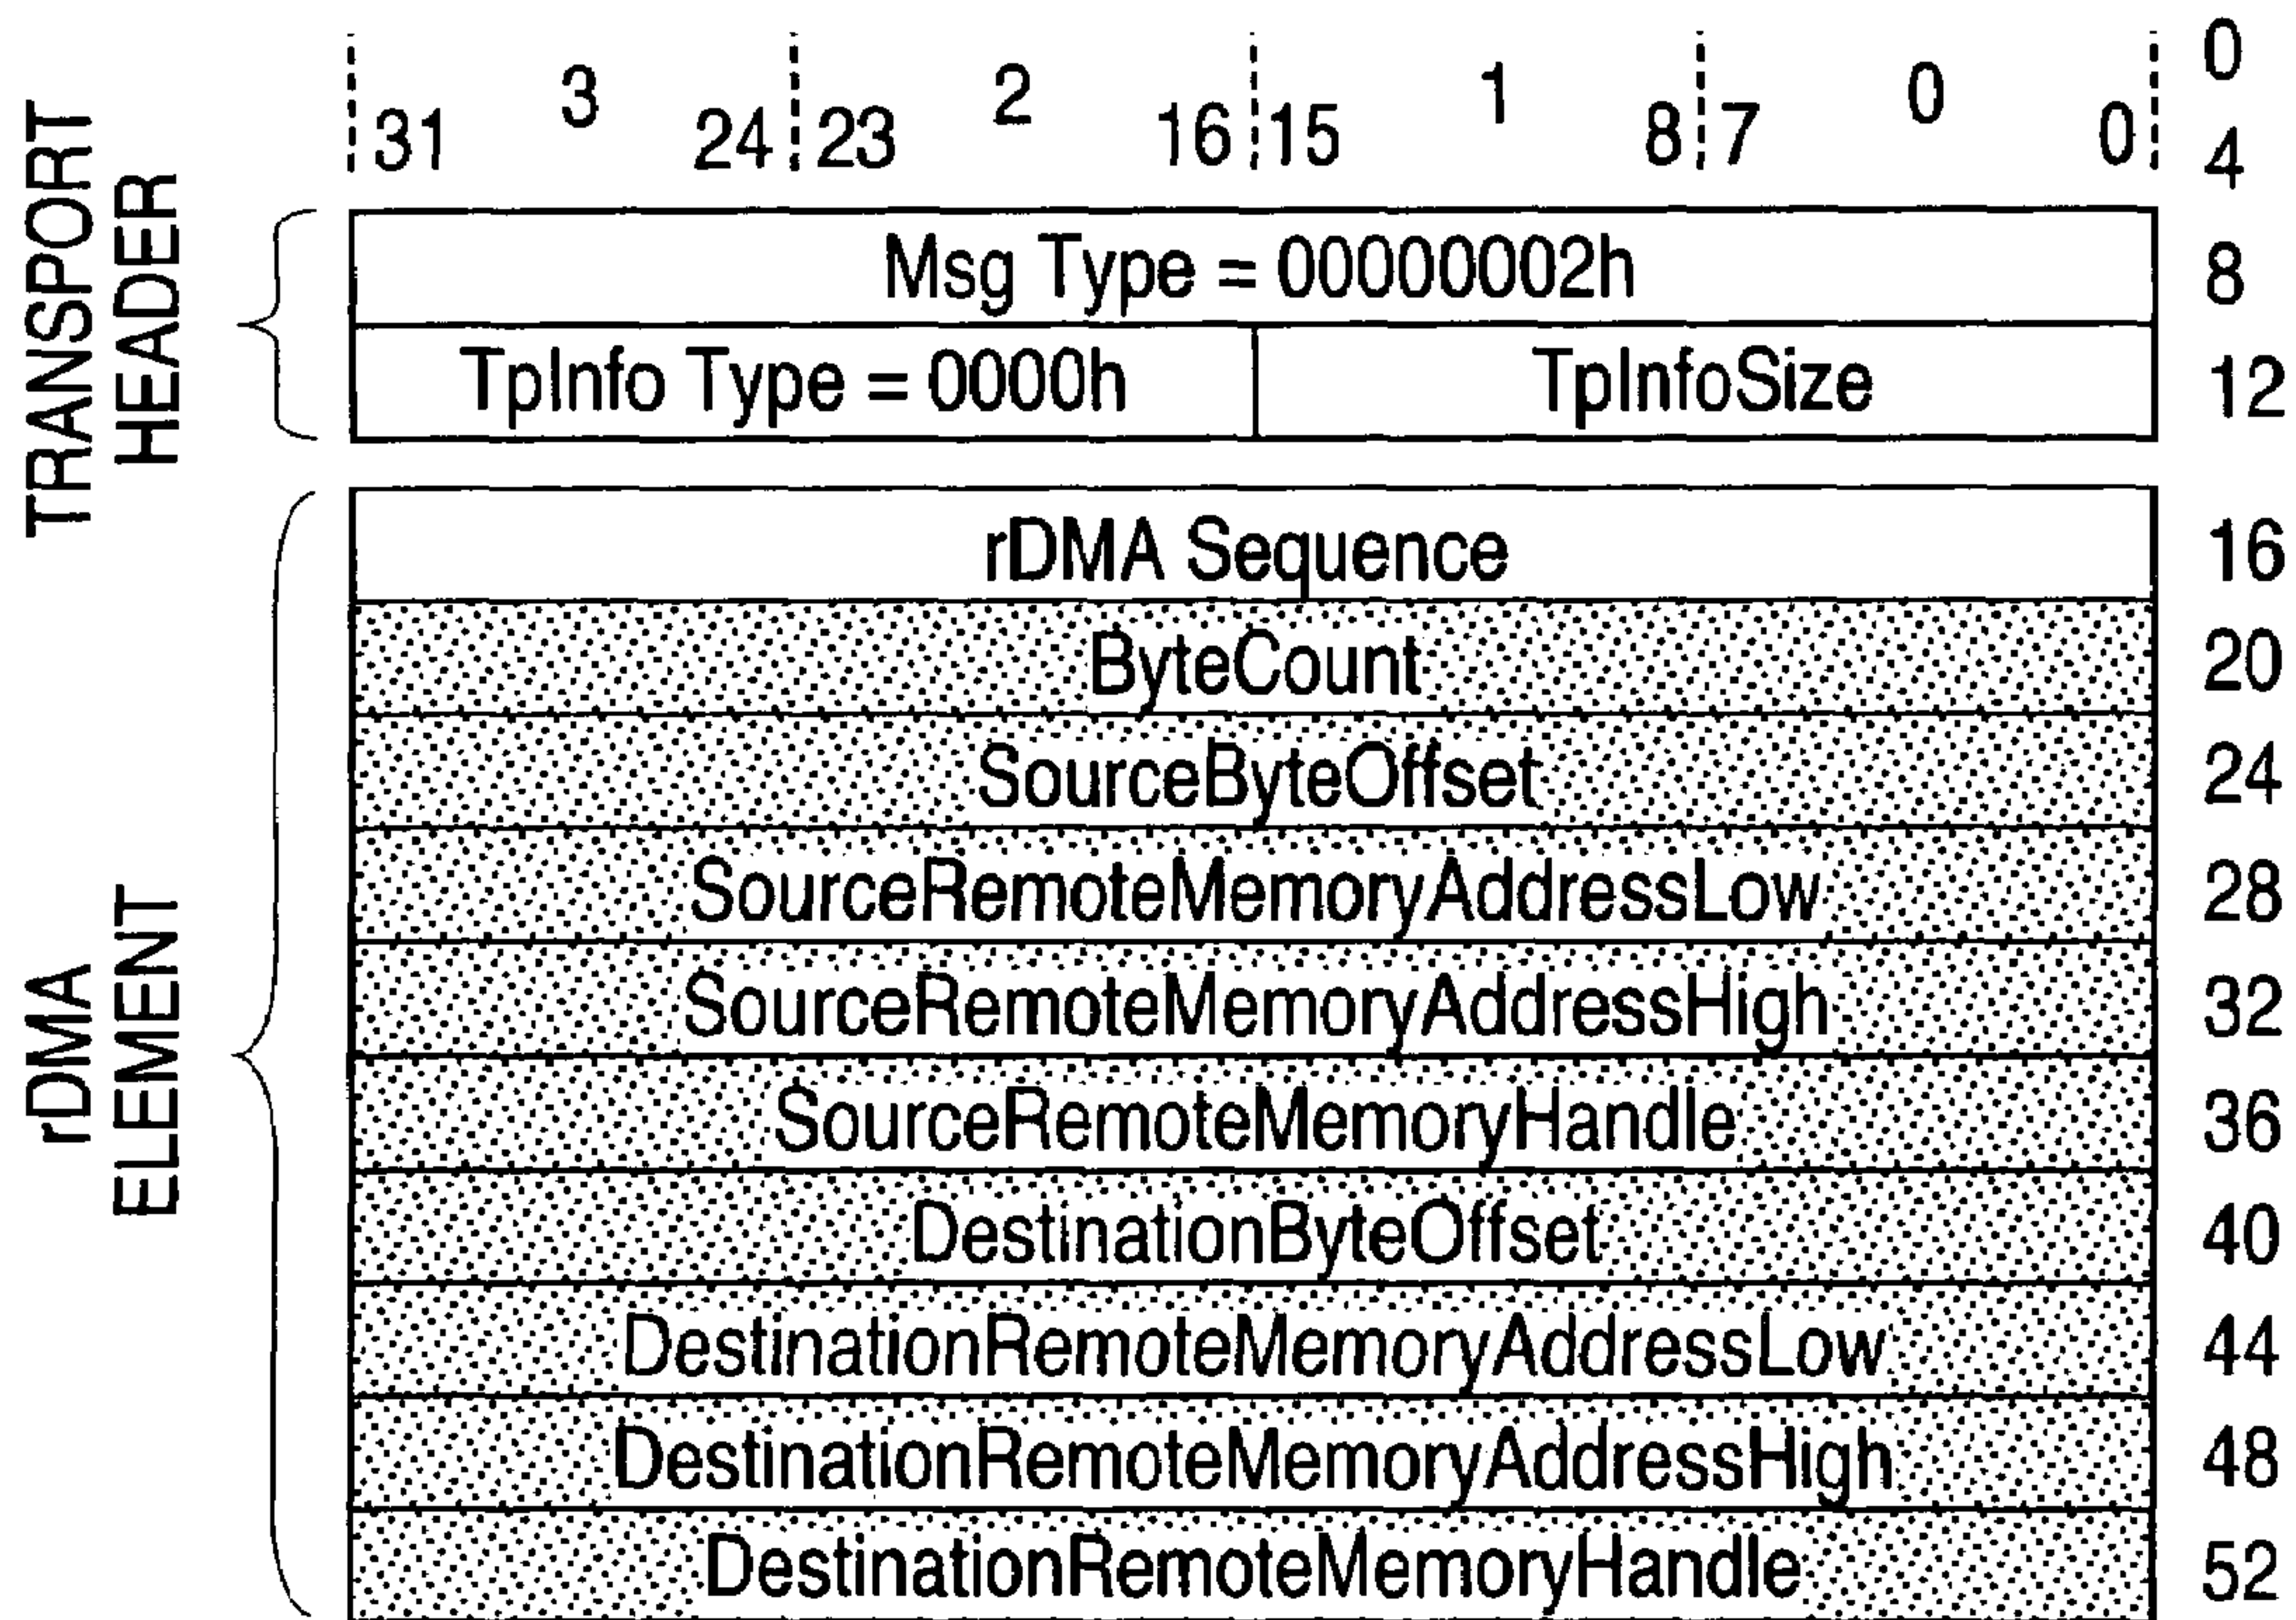 3 2 1 0 0
31 24 23 16 15 8 7 0 4
TRANSPORT
HEADER
Msg Type = 00000002h 8
TpInfo Type = 0000h TpInfoSize 12
rDMA
ELEMENT
rDMA Sequence 16
ByteCount 20
SourceByteOffset 24
SourceRemoteMemoryAddressLow 28
SourceRemoteMemoryAddressHigh 32
SourceRemoteMemoryHandle 36
DestinationByteOffset 40
DestinationRemoteMemoryAddressLow 44
DestinationRemoteMemoryAddressHigh 48
DestinationRemoteMemoryHandle 52